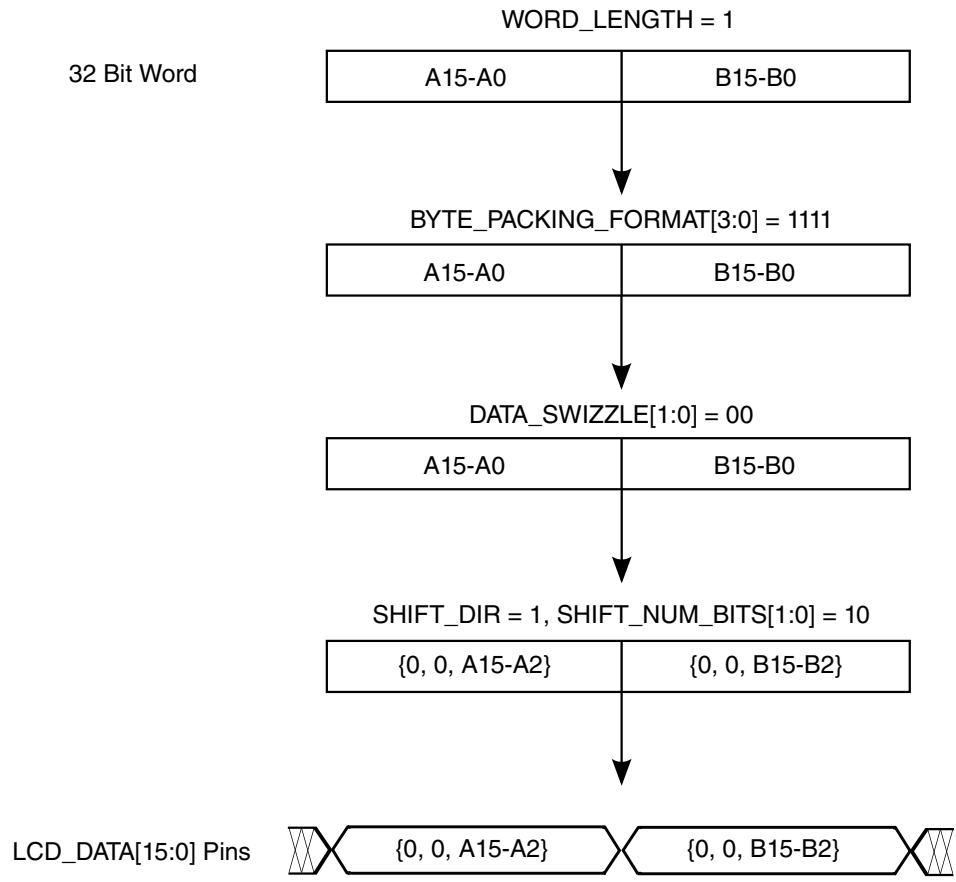 WORD_LENGTH = 1
32 Bit Word
A15-A0 B15-B0
BYTE_PACKING_FORMAT[3:0] = 1111
A15-A0 B15-B0
DATA_SWIZZLE[1:0] = 00
A15-A0 B15-B0
SHIFT_DIR = 1, SHIFT_NUM_BITS[1:0] = 10
{0, 0, A15-A2} {0, 0, B15-B2}
LCD_DATA[15:0] Pins {0, 0, A15-A2} {0, 0, B15-B2}